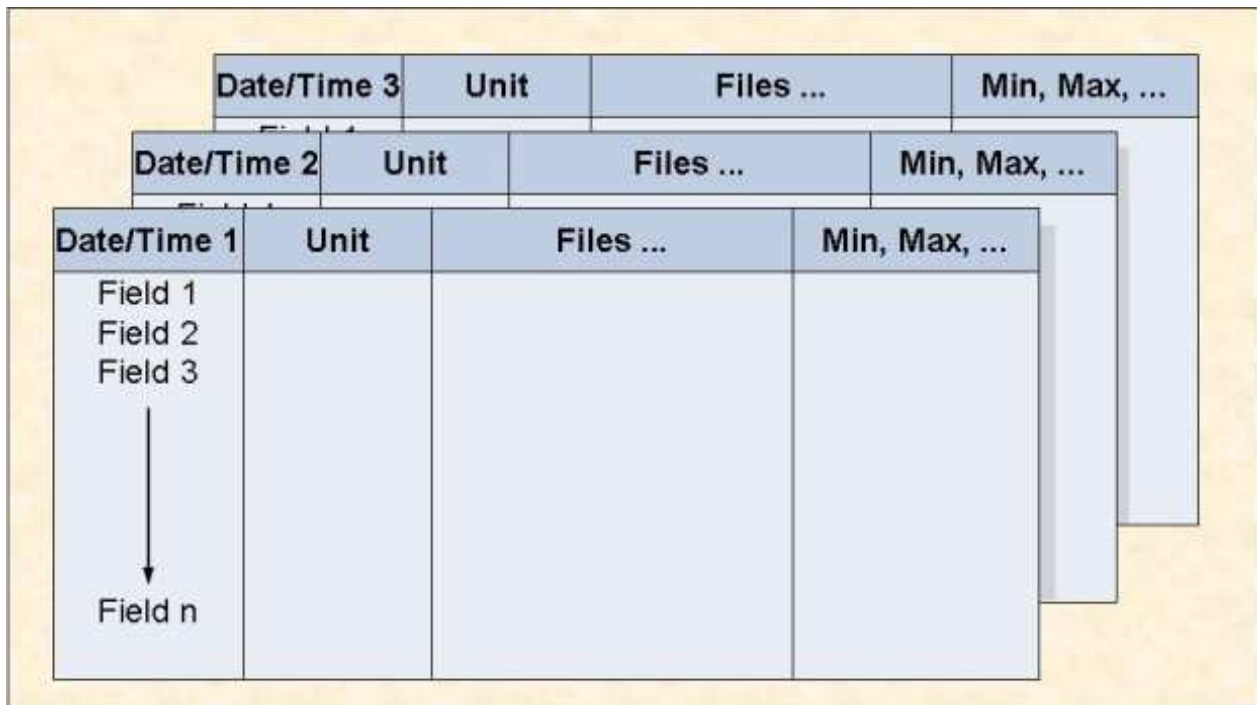 Date/Time 3 Unit Files ... Min, Max, ...
Date/Time 2 Unit Files ... Min, Max, ...
Date/Time 1 Unit Files ... Min, Max, ...
Field 1
Field 2
Field 3
Field n